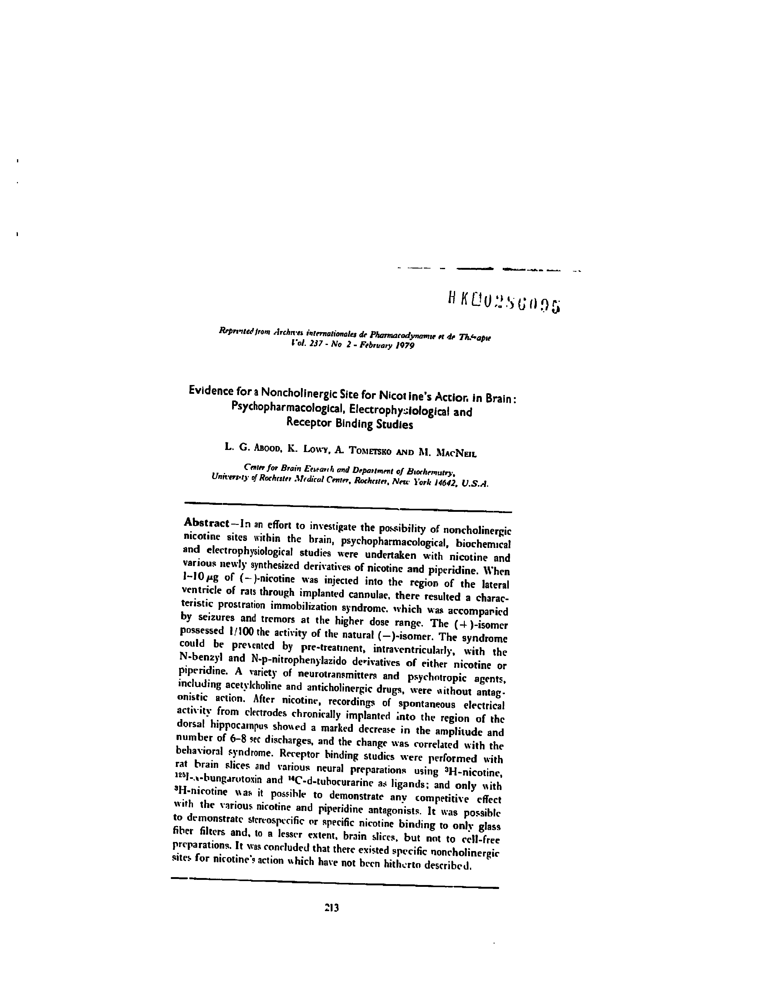 HK00286095
Reprinted from Archives internationales de Pharmacodynamie et de Thérapie
Vol. 237 - No 2 - February 1979
Evidence for a Noncholinergic Site for Nicotine's Action in Brain:
Psychopharmacological, Electrophysiological and
Receptor Binding Studies
L. G. ABOOD, K. LOWY, A. TOMETSKO AND M. MACNEIL
Center for Brain Research and Department of Biochemistry,
University of Rochester Medical Center, Rochester, New York 14642, U.S.A.
Abstract—In an effort to investigate the possibility of noncholinergic
nicotine sites within the brain, psychopharmacological, biochemical
and electrophysiological studies were undertaken with nicotine and
various newly synthesized derivatives of nicotine and piperidine. When
1-10 µg of (-)-nicotine was injected into the region of the lateral
ventricle of rats through implanted cannulae, there resulted a charac-
teristic prostration immobilization syndrome, which was accompanied
by seizures and tremors at the higher dose range. The (+)-isomer
possessed 1/100 the activity of the natural (-)-isomer. The syndrome
could be prevented by pre-treatment, intraventricularly, with the
N-benzyl and N-p-nitrophenylazido derivatives of either nicotine or
piperidine. A variety of neurotransmitters and psychotropic agents,
including acetylcholine and anticholinergic drugs, were without antag-
onistic action. After nicotine, recordings of spontaneous electrical
activity from electrodes chronically implanted into the region of the
dorsal hippocampus showed a marked decrease in the amplitude and
number of 6-8 sec discharges, and the change was correlated with the
behavioral syndrome. Receptor binding studies were performed with
rat brain slices and various neural preparations using ³H-nicotine,
¹²⁵I-α-bungarotoxin and ¹⁴C-d-tubocurarine as ligands; and only with
³H-nicotine was it possible to demonstrate any competitive effect
with the various nicotine and piperidine antagonists. It was possible
to demonstrate stereospecific or specific nicotine binding to only glass
fiber filters and, to a lesser extent, brain slices, but not to cell-free
preparations. It was concluded that there existed specific noncholinergic
sites for nicotine's action which have not been hitherto described.
213